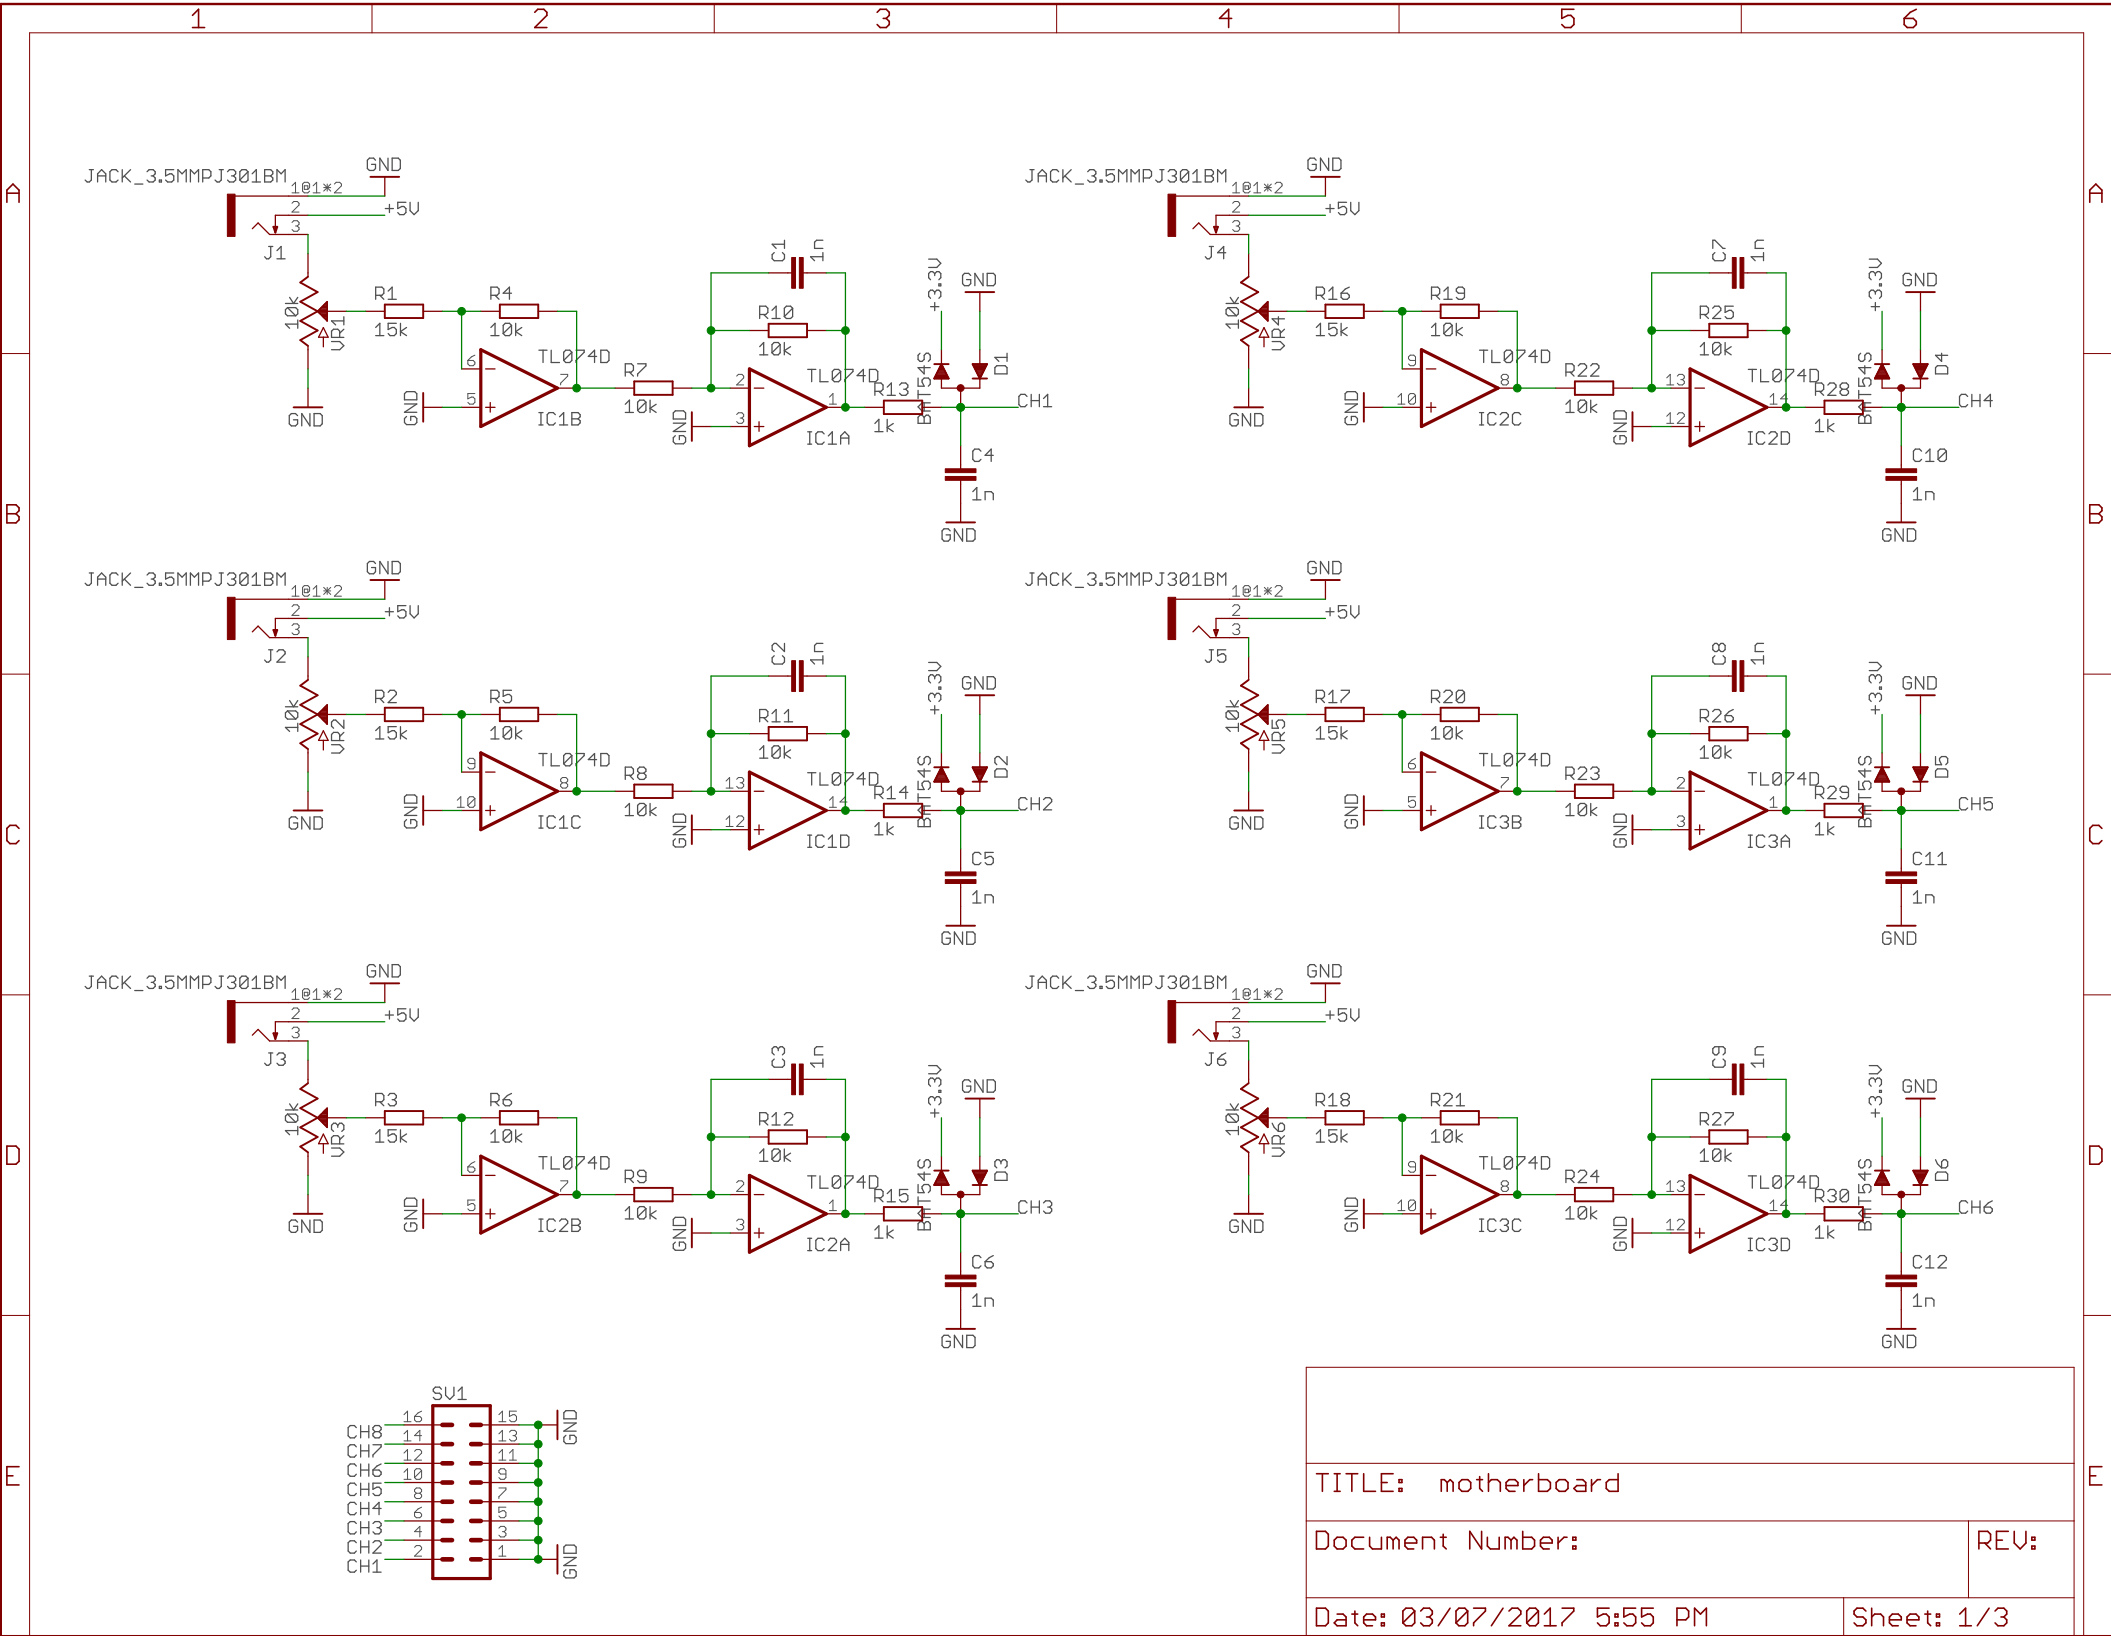 1 2 3 4 5 6
A A
B B
C C
D D
E E
JACK_3.5MMPJ301BM
1@1*2
2
3
GND
+5V
J1
10k
VR1
GND
R1
15k
R4
10k
6
5
7
GND
TL074D
IC1B
R7
10k
C1
1n
R10
10k
2
3
1
GND
TL074D
IC1A
R13
1k
+3.3V
GND
D1
CH1
C4
1n
GND
JACK_3.5MMPJ301BM
1@1*2
2
3
GND
+5V
J4
10k
VR4
GND
R16
15k
R19
10k
9
10
8
GND
TL074D
IC2C
R22
10k
C7
1n
R25
10k
13
12
14
GND
TL074D
IC2D
R28
1k
+3.3V
GND
D4
CH4
C10
1n
GND
JACK_3.5MMPJ301BM
1@1*2
2
3
GND
+5V
J2
10k
VR2
GND
R2
15k
R5
10k
9
10
8
GND
TL074D
IC1C
R8
10k
C2
1n
R11
10k
13
12
14
GND
TL074D
IC1D
R14
1k
+3.3V
GND
D2
CH2
C5
1n
GND
JACK_3.5MMPJ301BM
1@1*2
2
3
GND
+5V
J5
10k
VR5
GND
R17
15k
R20
10k
6
5
7
GND
TL074D
IC3B
R23
10k
C8
1n
R26
10k
2
3
1
GND
TL074D
IC3A
R29
1k
+3.3V
GND
D5
CH5
C11
1n
GND
JACK_3.5MMPJ301BM
1@1*2
2
3
GND
+5V
J3
10k
VR3
GND
R3
15k
R6
10k
6
5
7
GND
TL074D
IC2B
R9
10k
C3
1n
R12
10k
2
3
1
GND
TL074D
IC2A
R15
1k
+3.3V
GND
D3
CH3
C6
1n
GND
JACK_3.5MMPJ301BM
1@1*2
2
3
GND
+5V
J6
10k
VR6
GND
R18
15k
R21
10k
9
10
8
GND
TL074D
IC3C
R24
10k
C9
1n
R27
10k
13
12
14
GND
TL074D
IC3D
R30
1k
+3.3V
GND
D6
CH6
C12
1n
GND
SV1
CH8 16 15 GND
CH7 14 13
CH6 12 11
CH5 10 9
CH4 8 7
CH3 6 5
CH2 4 3
CH1 2 1 GND
TITLE: motherboard
Document Number:
REV:
Date: 03/07/2017 5:55 PM
Sheet: 1/3